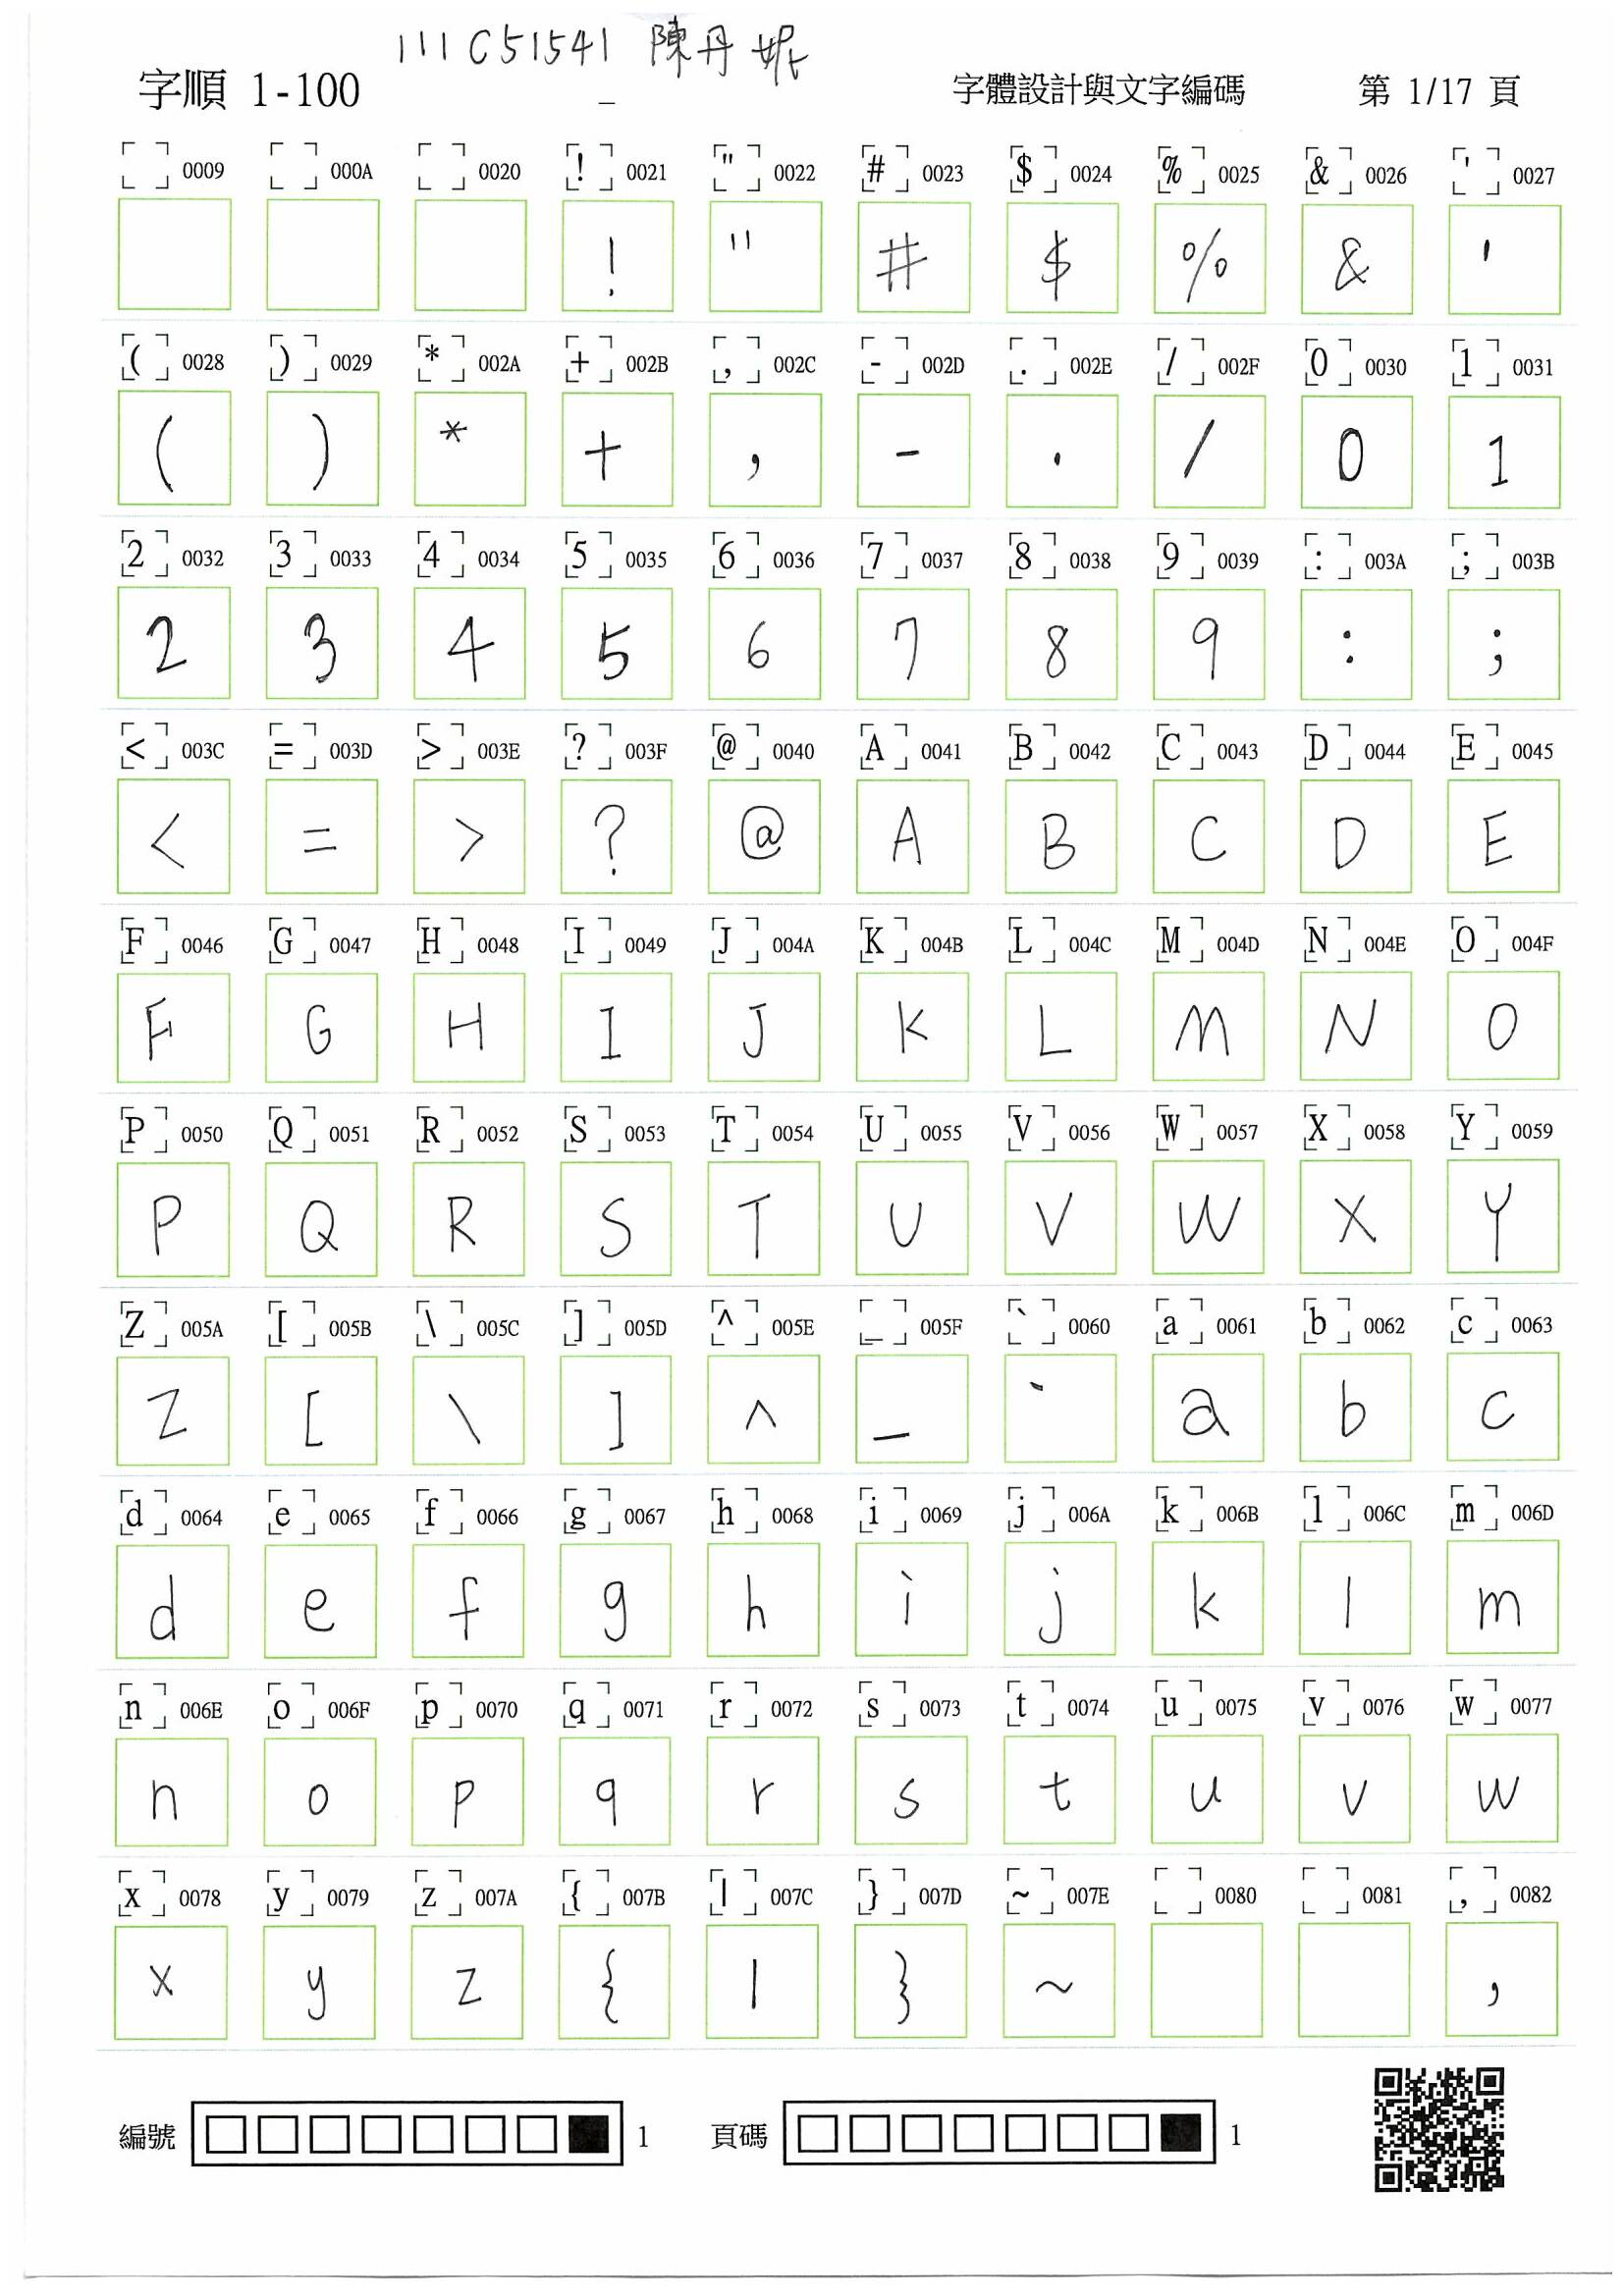 111C51541 陳丹妮
字順 1-100 _ 字體設計與文字編碼 第 1/17 頁
0009 000A 0020 ! 0021 " 0022 # 0023 $ 0024 % 0025 & 0026 ' 0027
! " # $ % & '
( 0028 ) 0029 * 002A + 002B , 002C - 002D . 002E / 002F 0 0030 1 0031
( ) * + , - . / 0 1
2 0032 3 0033 4 0034 5 0035 6 0036 7 0037 8 0038 9 0039 : 003A ; 003B
2 3 4 5 6 7 8 9 : ;
< 003C = 003D > 003E ? 003F @ 0040 A 0041 B 0042 C 0043 D 0044 E 0045
< = > ? @ A B C D E
F 0046 G 0047 H 0048 I 0049 J 004A K 004B L 004C M 004D N 004E O 004F
F G H I J K L M N O
P 0050 Q 0051 R 0052 S 0053 T 0054 U 0055 V 0056 W 0057 X 0058 Y 0059
P Q R S T U V W X Y
Z 005A [ 005B \ 005C ] 005D ^ 005E _ 005F ` 0060 a 0061 b 0062 c 0063
Z [ \ ] ^ _ ` a b c
d 0064 e 0065 f 0066 g 0067 h 0068 i 0069 j 006A k 006B l 006C m 006D
d e f g h i j k l m
n 006E o 006F p 0070 q 0071 r 0072 s 0073 t 0074 u 0075 v 0076 w 0077
n o p q r s t u v w
x 0078 y 0079 z 007A { 007B | 007C } 007D ~ 007E 0080 0081 , 0082
x y z { | } ~ ,
編號 1 頁碼 1